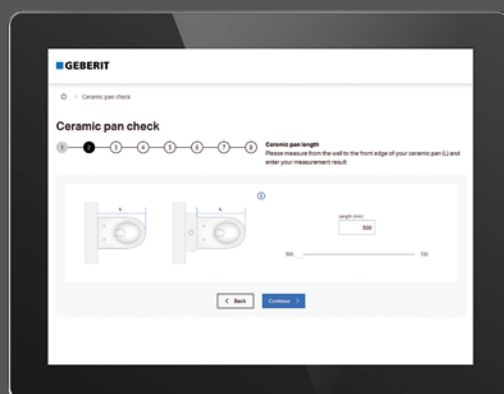 GEBERIT
Ceramic pan check
Ceramic pan check
1 2 3 4 5 6 7 8
Ceramic pan length
Please measure from the wall to the front edge of your ceramic pan (L) and
enter your measurement result
L L
Length (mm)
500
500 720
Back Continue